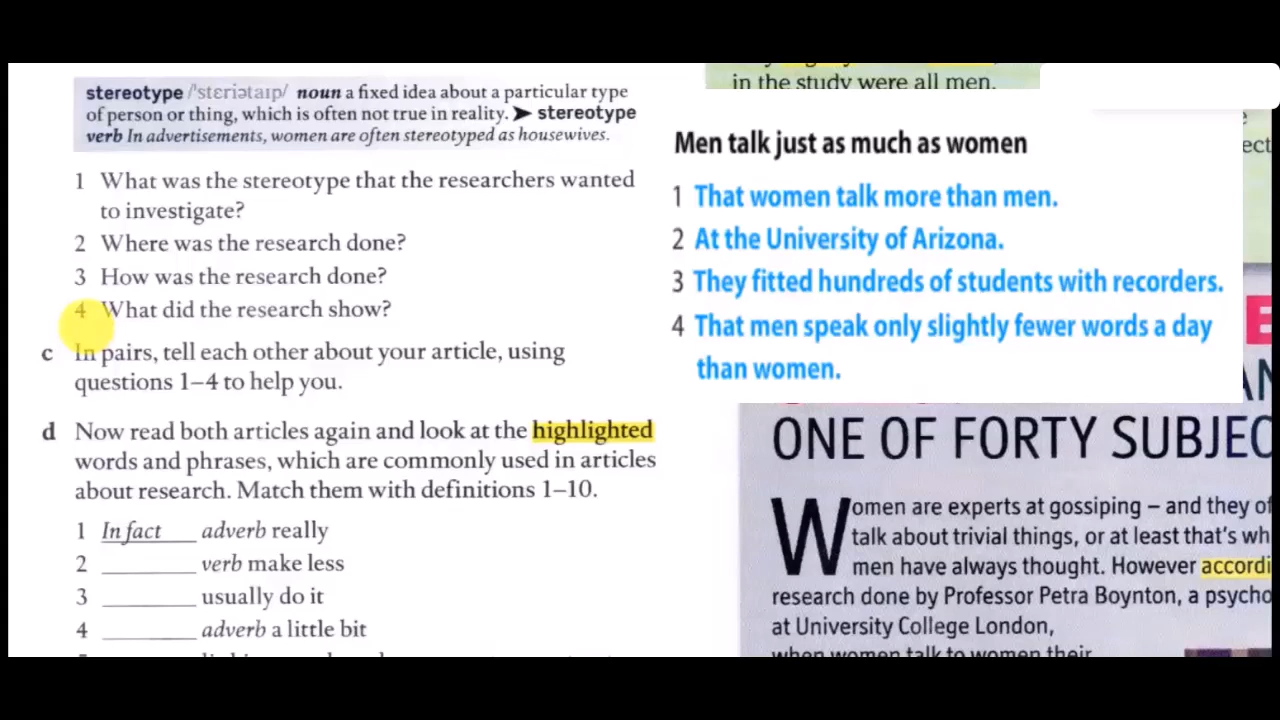 stereotype /ˈsteriətaɪp/ noun a fixed idea about a particular type
of person or thing, which is often not true in reality. ➤ stereotype
verb In advertisements, women are often stereotyped as housewives.
1 What was the stereotype that the researchers wanted
to investigate?
2 Where was the research done?
3 How was the research done?
4 What did the research show?
c In pairs, tell each other about your article, using
questions 1–4 to help you.
d Now read both articles again and look at the highlighted
words and phrases, which are commonly used in articles
about research. Match them with definitions 1–10.
1 In fact adverb really
2 ________ verb make less
3 ________ usually do it
4 ________ adverb a little bit
in the study were all men.
Men talk just as much as women
1 That women talk more than men.
2 At the University of Arizona.
3 They fitted hundreds of students with recorders.
4 That men speak only slightly fewer words a day
than women.
ONE OF FORTY SUBJEC
Women are experts at gossiping – and they of
talk about trivial things, or at least that's wh
men have always thought. However accordi
research done by Professor Petra Boynton, a psycho
at University College London,
when women talk to women their